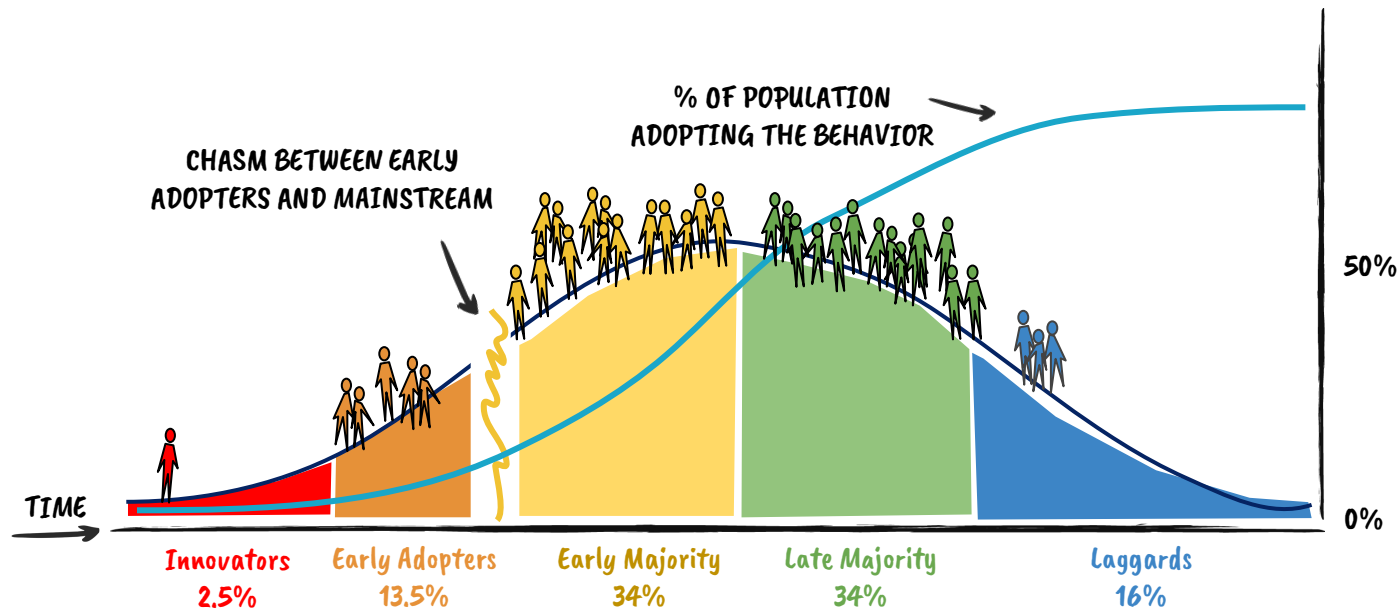 % OF POPULATION
ADOPTING THE BEHAVIOR
CHASM BETWEEN EARLY
ADOPTERS AND MAINSTREAM
50%
TIME
0%
Innovators
2.5%
Early Adopters
13.5%
Early Majority
34%
Late Majority
34%
Laggards
16%